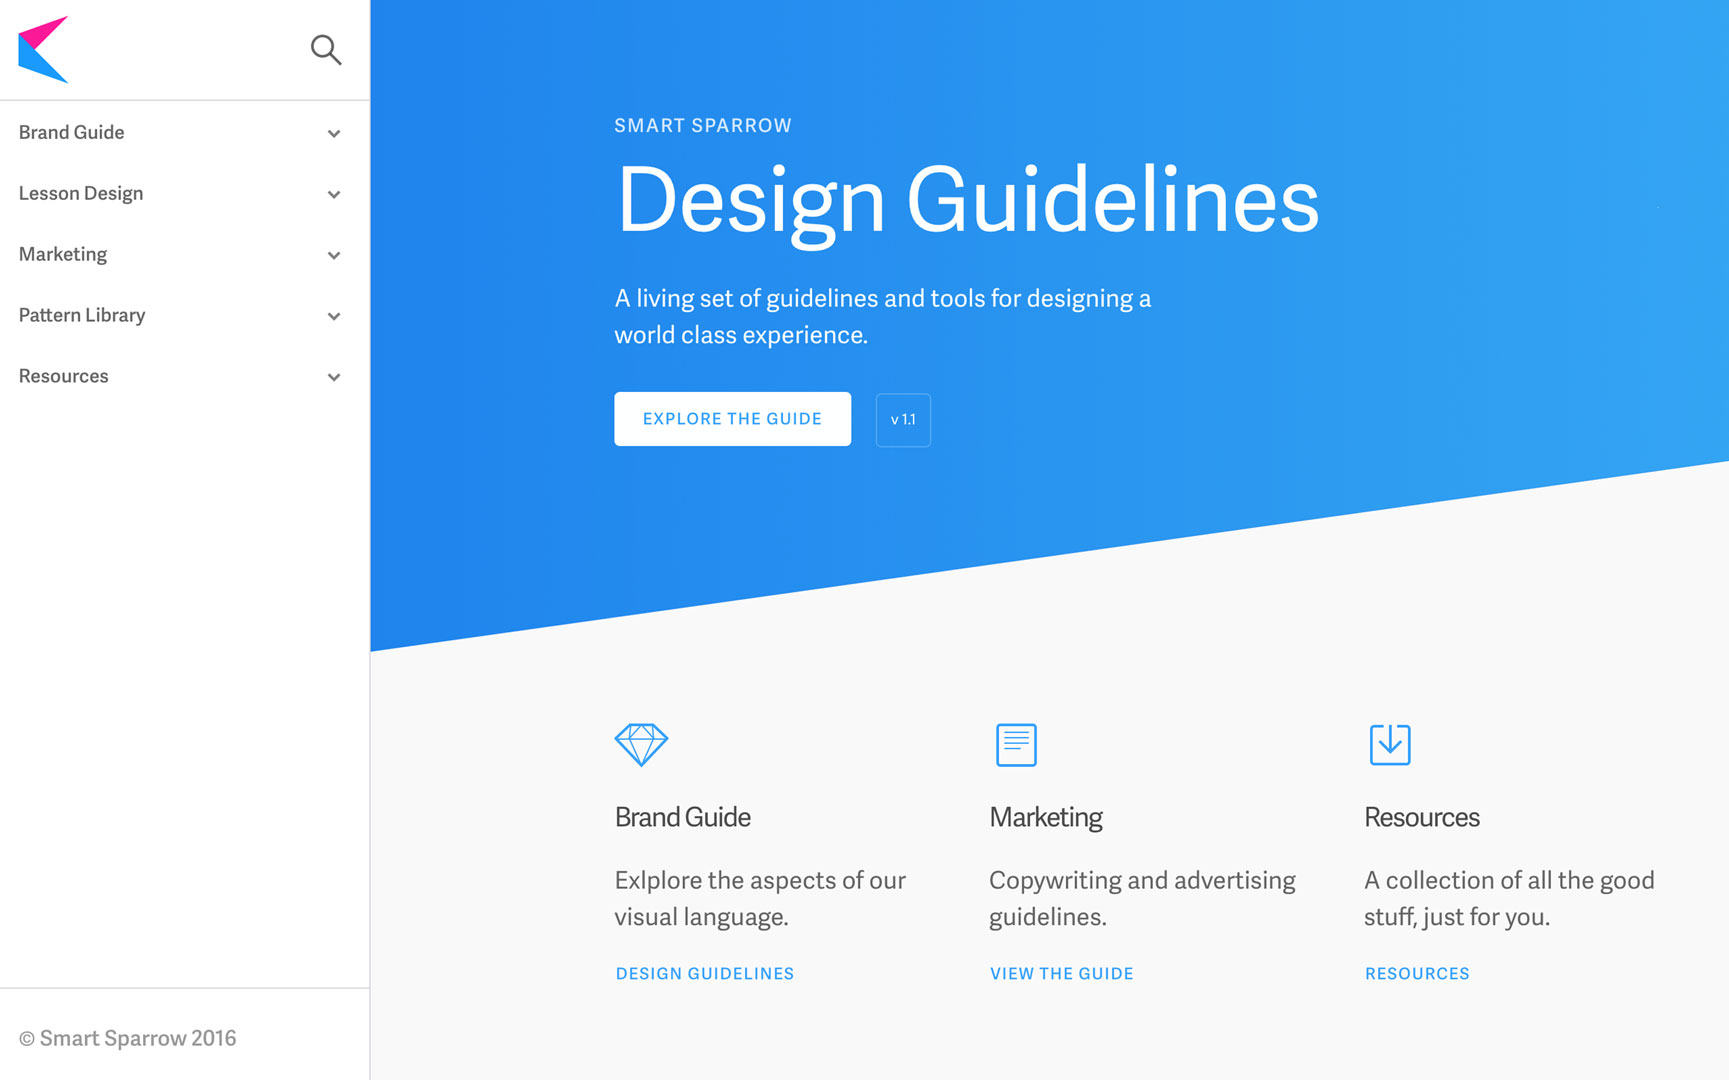 Brand Guide
Lesson Design
Marketing
Pattern Library
Resources
© Smart Sparrow 2016
SMART SPARROW
Design Guidelines
A living set of guidelines and tools for designing a
world class experience.
EXPLORE THE GUIDE
v 1.1
Brand Guide
Exlplore the aspects of our
visual language.
DESIGN GUIDELINES
Marketing
Copywriting and advertising
guidelines.
VIEW THE GUIDE
Resources
A collection of all the good
stuff, just for you.
RESOURCES